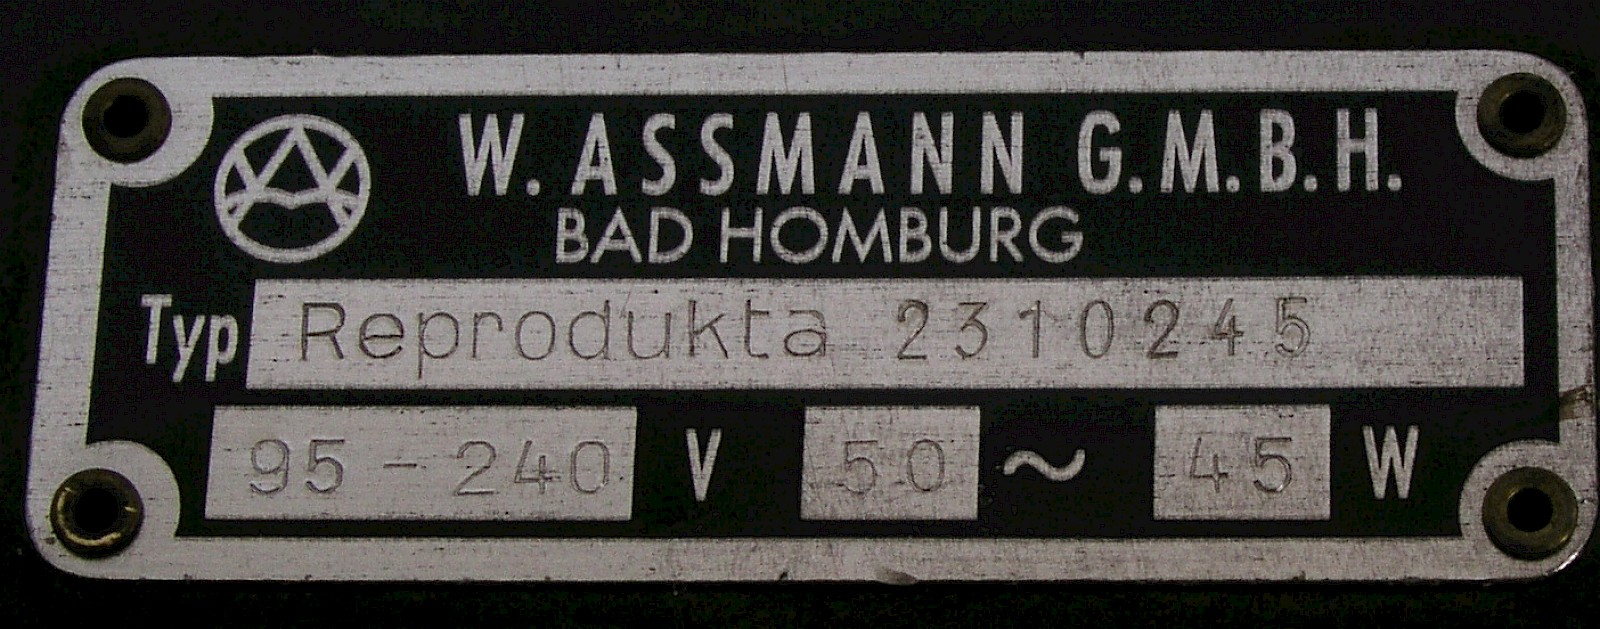 W. ASSMANN G.M.B.H.
BAD HOMBURG
Typ Reprodukta 2310245
95-240 V 50 ~ 45 W